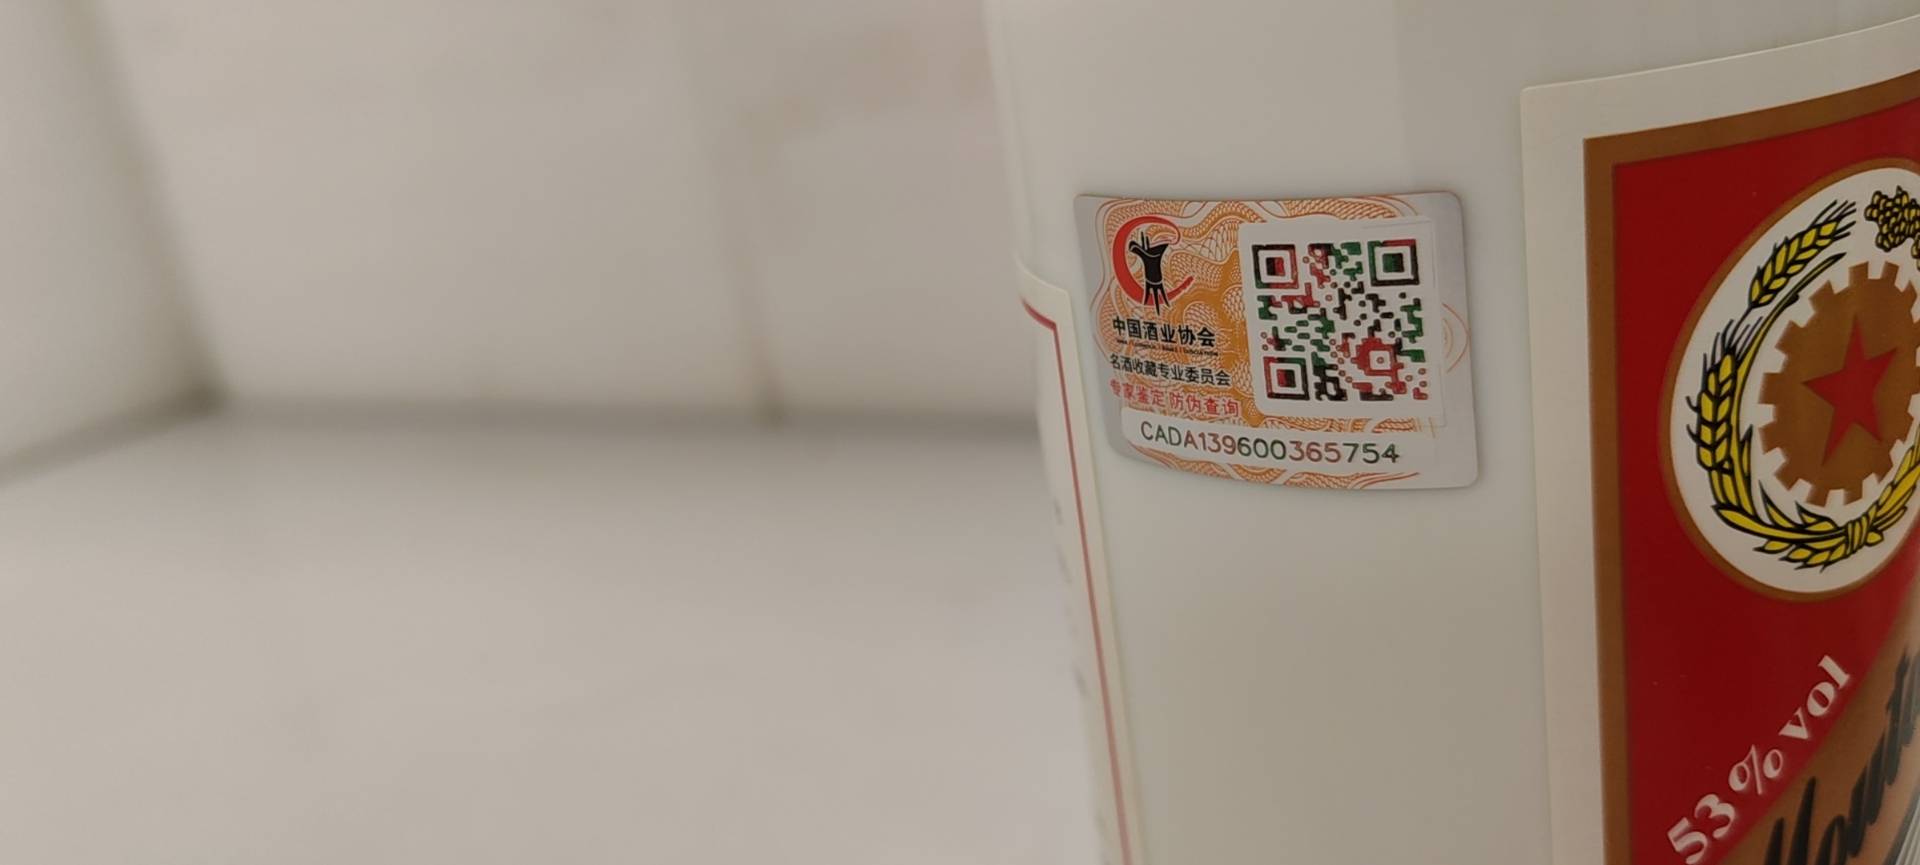 中国酒业协会
名酒收藏专业委员会
专家鉴定 防伪查询
CADA139600365754
53% vol